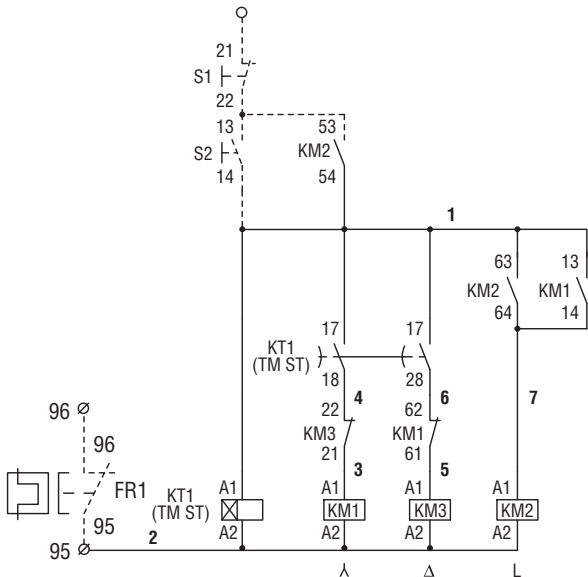 21
S1
22
13
S2
14
53
KM2
54
1
63
KM2
64
13
KM1
14
17
KT1
(TM ST)
18
17
28
4
6
7
22
KM3
21
62
KM1
61
3
5
96
96
FR1
95
95
2
KT1
(TM ST)
A1
A2
A1
KM1
A2
A1
KM3
A2
A1
KM2
A2
⅄
Δ
L